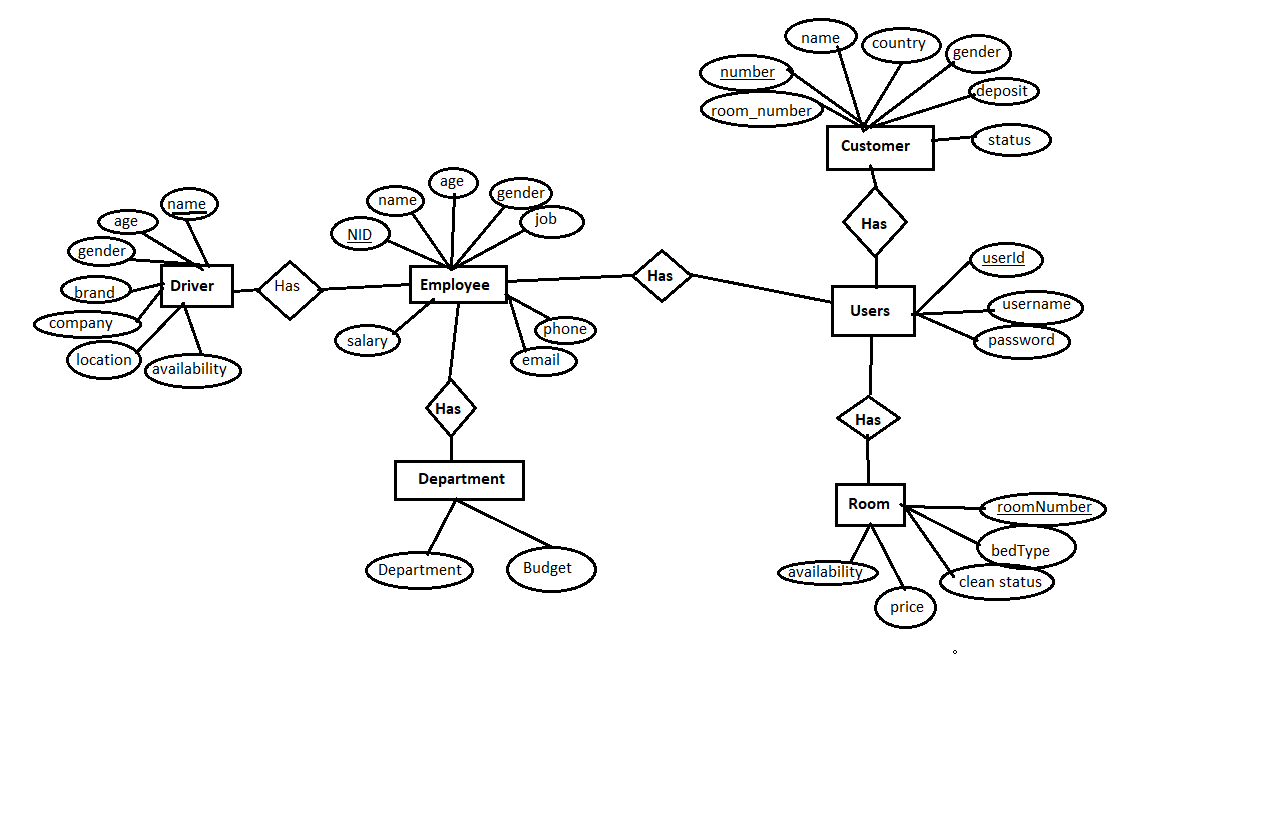 name
country
gender
number
deposit
room_number
status
Customer
Has
age
name
gender
job
NID
name
age
gender
brand
company
location
availability
Driver
Has
Employee
Has
salary
phone
email
Users
userId
username
password
Has
Has
Department
Department
Budget
Room
roomNumber
bedType
clean status
availability
price